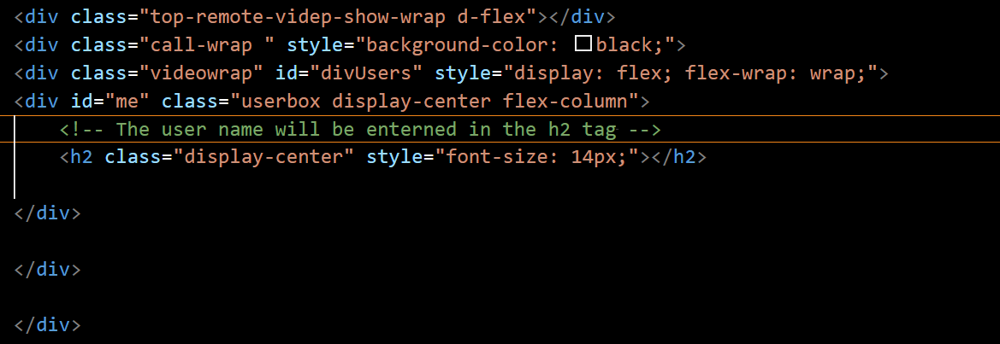 <div class="top-remote-videp-show-wrap d-flex"></div>
<div class="call-wrap " style="background-color: black;">
<div class="videowrap" id="divUsers" style="display: flex; flex-wrap: wrap;">
<div id="me" class="userbox display-center flex-column">
<!-- The user name will be enterned in the h2 tag -->
<h2 class="display-center" style="font-size: 14px;"></h2>
</div>
</div>
</div>